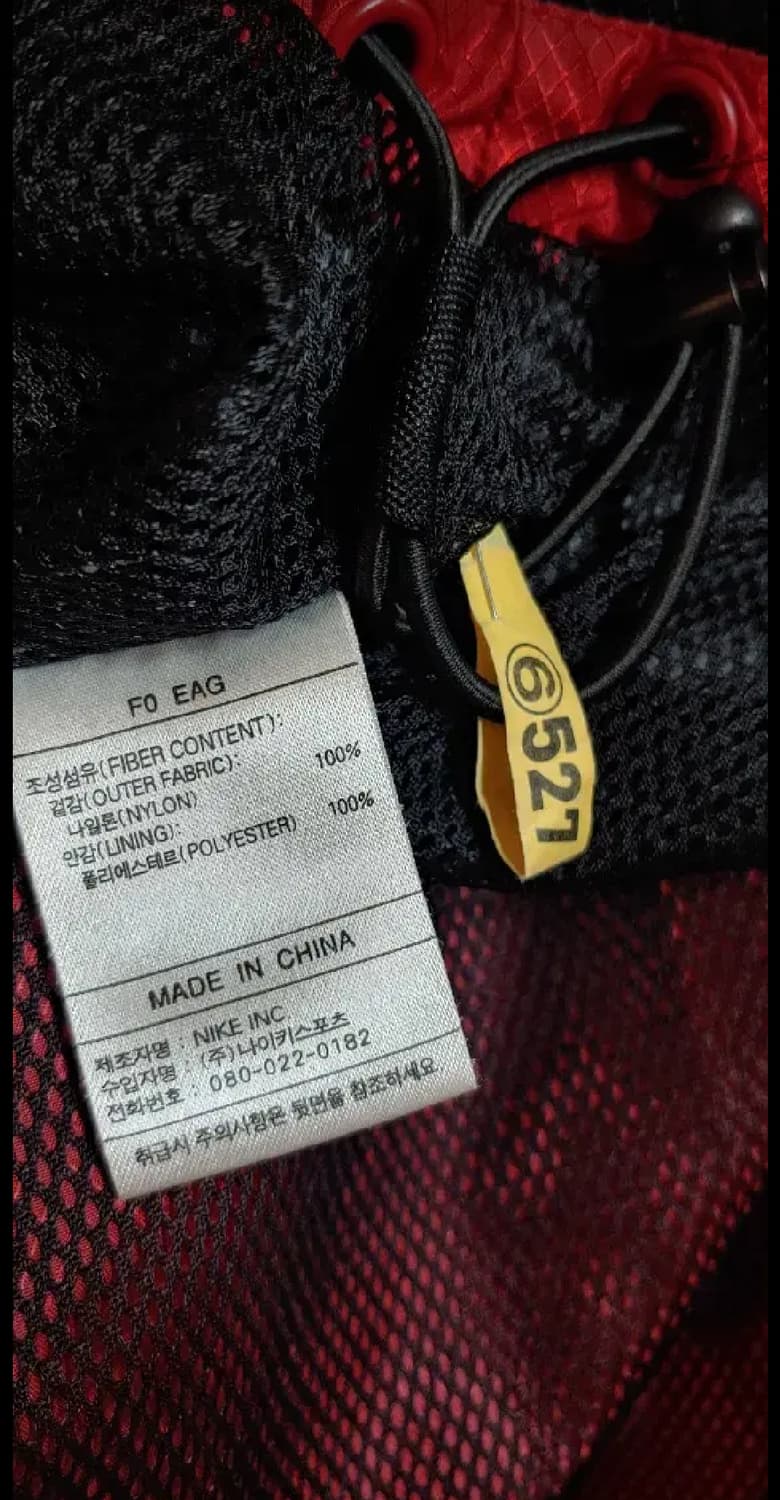 F0 EAG
조성섬유(FIBER CONTENT):
겉감(OUTER FABRIC):
나일론(NYLON) 100%
안감(LINING):
폴리에스테르(POLYESTER) 100%
MADE IN CHINA
제조자명 : NIKE INC
수입자명 : (주)나이키스포츠
전화번호 : 080-022-0182
취급시 주의사항은 뒷면을 참조하세요.
⑥527